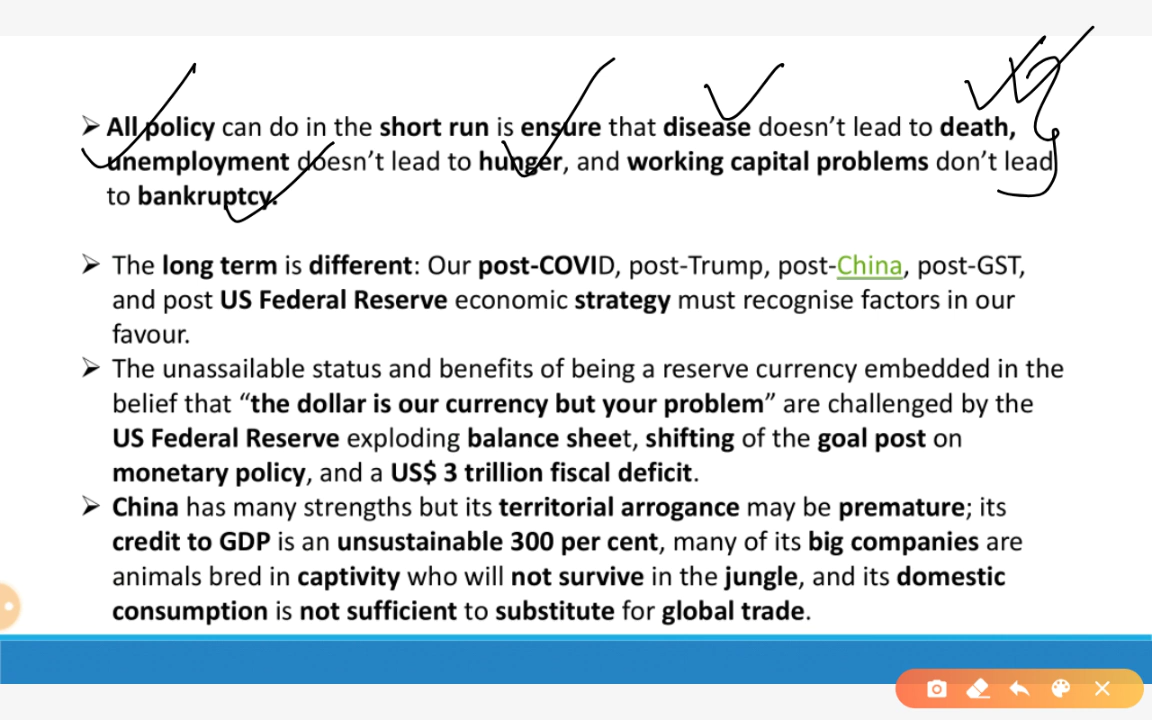 ➢ All policy can do in the short run is ensure that disease doesn’t lead to death,
unemployment doesn’t lead to hunger, and working capital problems don’t lead
to bankruptcy.
➢ The long term is different: Our post-COVID, post-Trump, post-China, post-GST,
and post US Federal Reserve economic strategy must recognise factors in our
favour.
➢ The unassailable status and benefits of being a reserve currency embedded in the
belief that “the dollar is our currency but your problem” are challenged by the
US Federal Reserve exploding balance sheet, shifting of the goal post on
monetary policy, and a US$ 3 trillion fiscal deficit.
➢ China has many strengths but its territorial arrogance may be premature; its
credit to GDP is an unsustainable 300 per cent, many of its big companies are
animals bred in captivity who will not survive in the jungle, and its domestic
consumption is not sufficient to substitute for global trade.